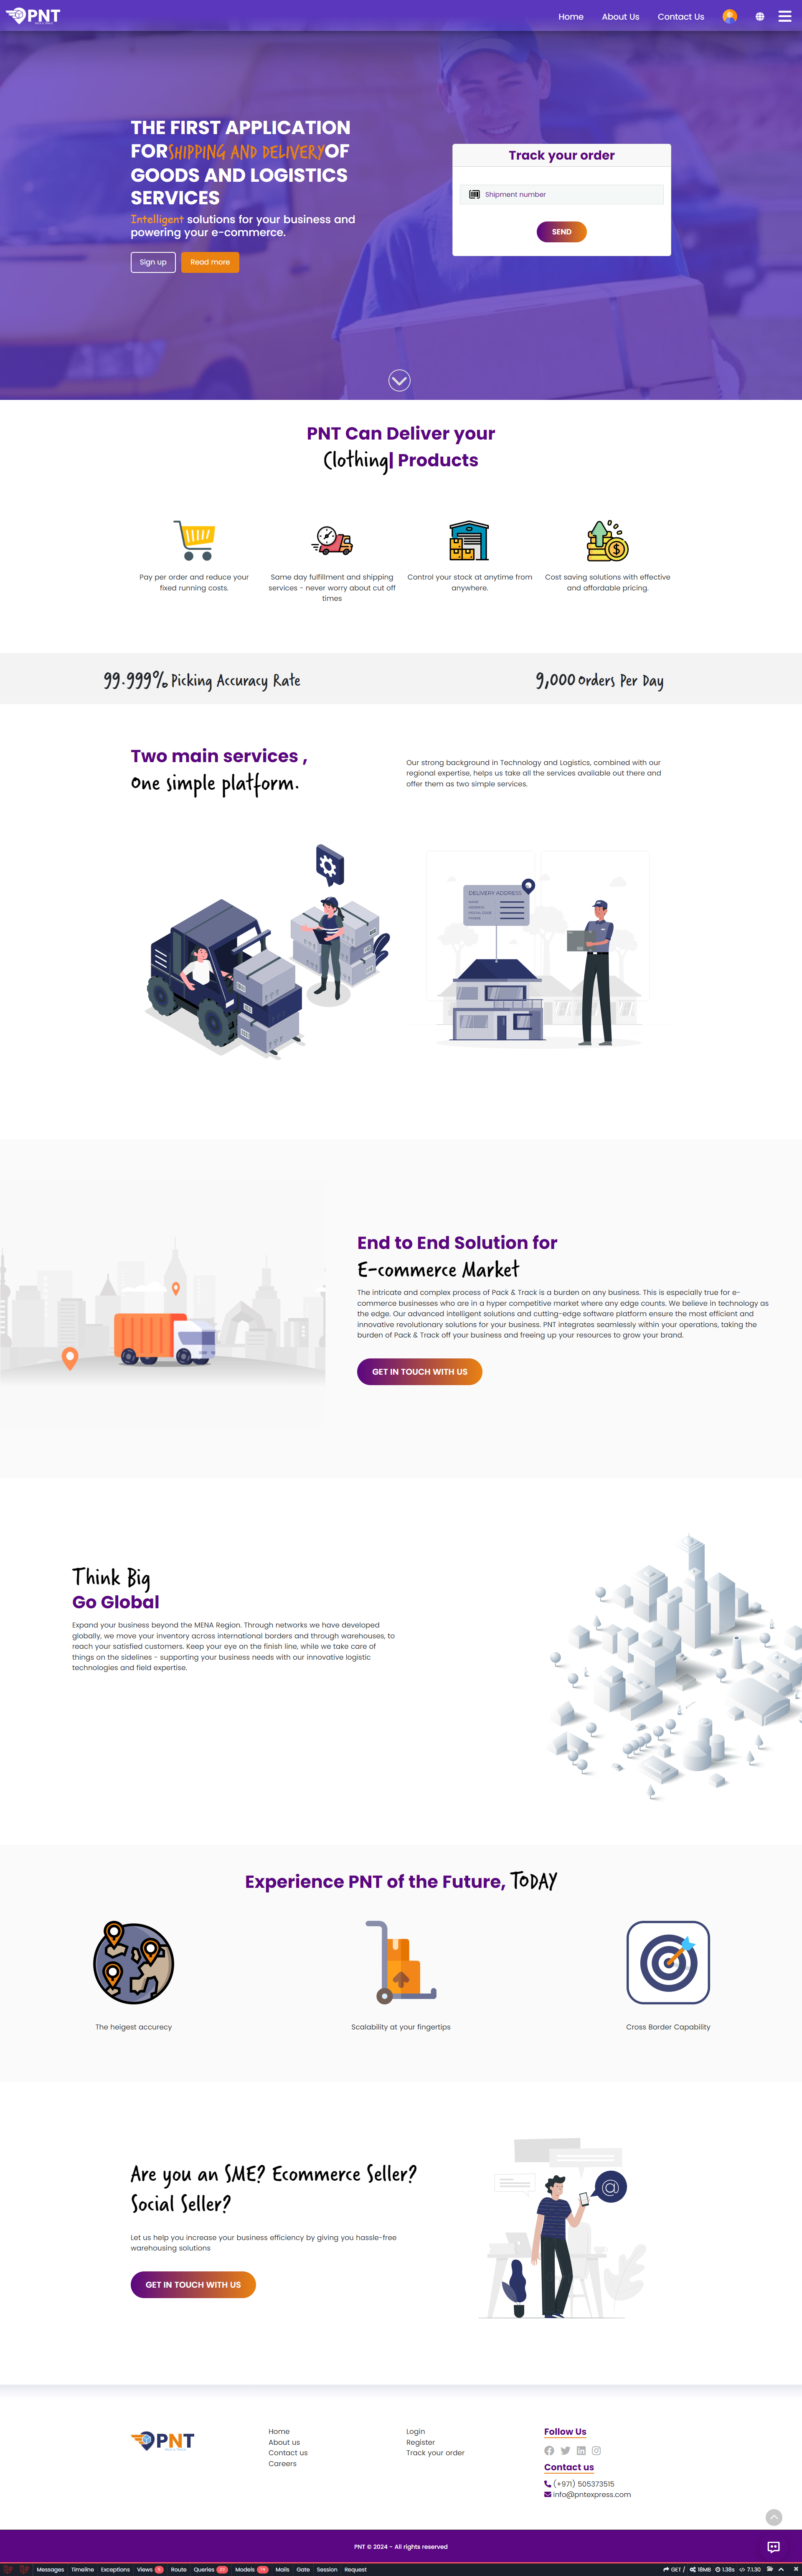 PNT
Home
About Us
Contact Us
THE FIRST APPLICATION
FOR SHIPPING AND DELIVERY OF
GOODS AND LOGISTICS
SERVICES
Intelligent solutions for your business and
powering your e-commerce.
Sign up
Read more
Track your order
Shipment number
SEND
PNT Can Deliver your
Clothing| Products
Pay per order and reduce your
fixed running costs.
Same day fulfillment and shipping
services - never worry about cut off
times
Control your stock at anytime from
anywhere.
Cost saving solutions with effective
and affordable pricing.
99.999% Picking Accuracy Rate
9,000 Orders Per Day
Two main services ,
One simple platform.
Our strong background in Technology and Logistics, combined with our
regional expertise, helps us take all the services available out there and
offer them as two simple services.
DELIVERY ADDRESS
NAME
ADDRESS
PHONE
End to End Solution for
E-commerce Market
The intricate and complex process of Pack & Track is a burden on any business. This is especially true for e-
commerce businesses who are in a hyper competitive market where any edge counts. We believe in technology as
the edge. Our advanced intelligent solutions and cutting-edge software platform ensure the most efficient and
innovative revolutionary solutions for your business. PNT integrates seamlessly within your operations, taking the
burden of Pack & Track off your business and freeing up your resources to grow your brand.
GET IN TOUCH WITH US
Think Big
Go Global
Expand your business beyond the MENA Region. Through networks we have developed
globally, we move your inventory across international borders and through warehouses, to
reach your satisfied customers. Keep your eye on the finish line, while we take care of
things on the sidelines - supporting your business needs with our innovative logistic
technologies and field expertise.
Experience PNT of the Future, TODAY
The heigest accurecy
Scalability at your fingertips
Cross Border Capability
Are you an SME? Ecommerce Seller?
Social Seller?
Let us help you increase your business efficiency by giving you hassle-free
warehousing solutions
GET IN TOUCH WITH US
@
PNT
Home
About us
Contact us
Careers
Login
Register
Track your order
Follow Us
Contact us
(+971) 505373515
info@pntexpress.com
PNT © 2024 - All rights reserved
Messages Timeline Exceptions Views Route Queries Models Mails Gate Session Request
GET / 18MB 1.38s 7.1.30